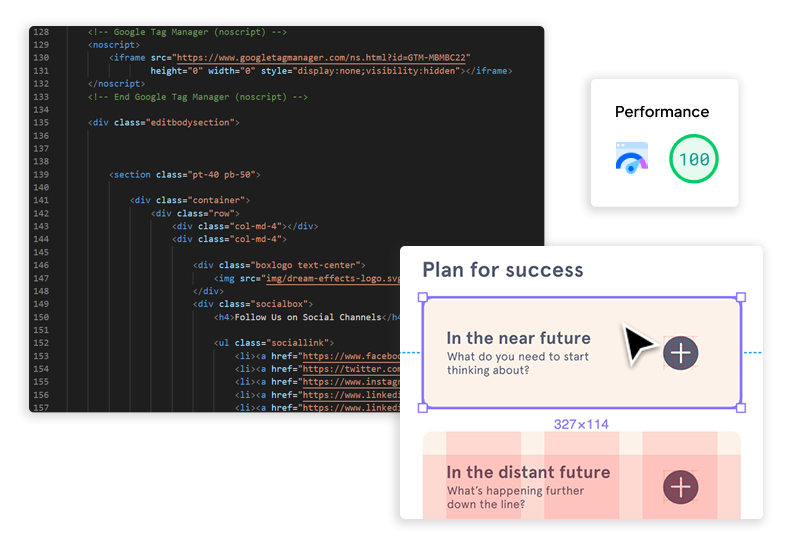 128 <!-- Google Tag Manager (noscript) -->
129 <noscript>
130 <iframe src="https://www.googletagmanager.com/ns.html?id=GTM-MBMBC22"
131 height="0" width="0" style="display:none;visibility:hidden"></iframe>
132 </noscript>
133 <!-- End Google Tag Manager (noscript) -->
134
135 <div class="editbodysection">
136
137
138
139 <section class="pt-40 pb-50">
140
141 <div class="container">
142 <div class="row">
143 <div class="col-md-4"></div>
144 <div class="col-md-4">
145
146 <div class="boxlogo text-center">
147 <img src="img/dream-effects-logo.svg
148 </div>
149 <div class="socialbox">
150 <h4>Follow Us on Social Channels</h4
151
152 <ul class="sociallink">
153 <li><a href="https://www.facebo
154 <li><a href="https://twitter.com
155 <li><a href="https://www.instagr
156 <li><a href="https://www.linkedi
157 <li><a href="https://www.linkedi
Performance
100
Plan for success
In the near future
What do you need to start
thinking about?
327×114
In the distant future
What's happening further
down the line?